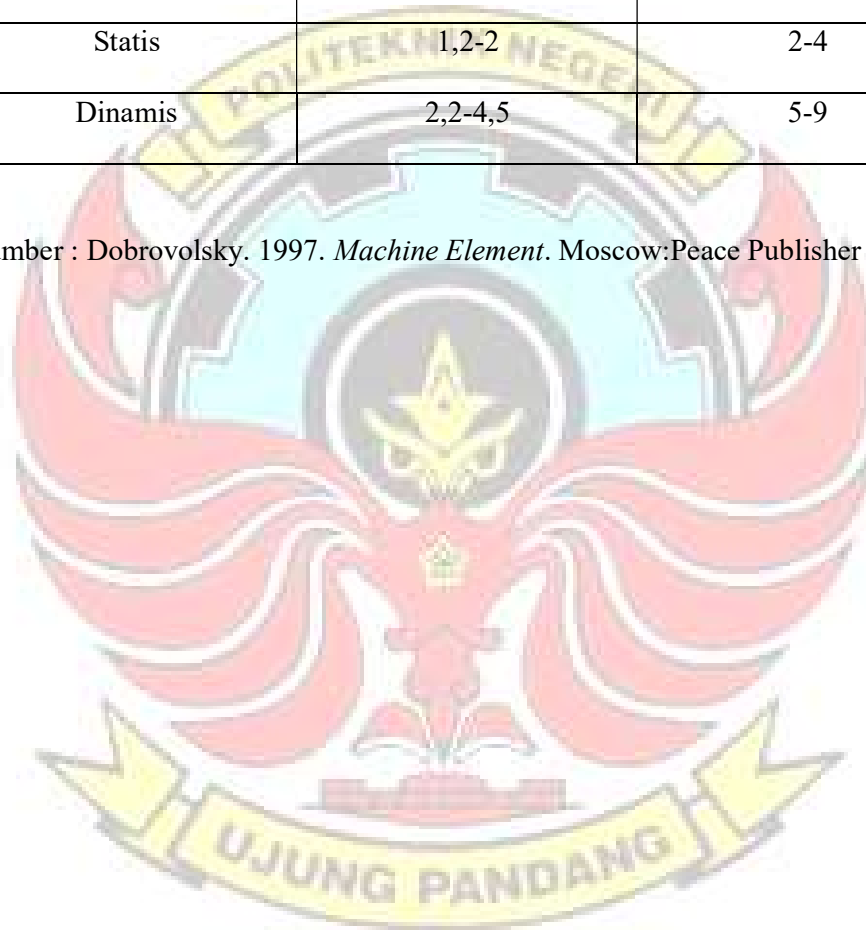 Statis 1,2-2 2-4
POLITEKNIK NEGERI
Dinamis 2,2-4,5 5-9
mber : Dobrovolsky. 1997. Machine Element. Moscow:Peace Publisher
UJUNG PANDANG